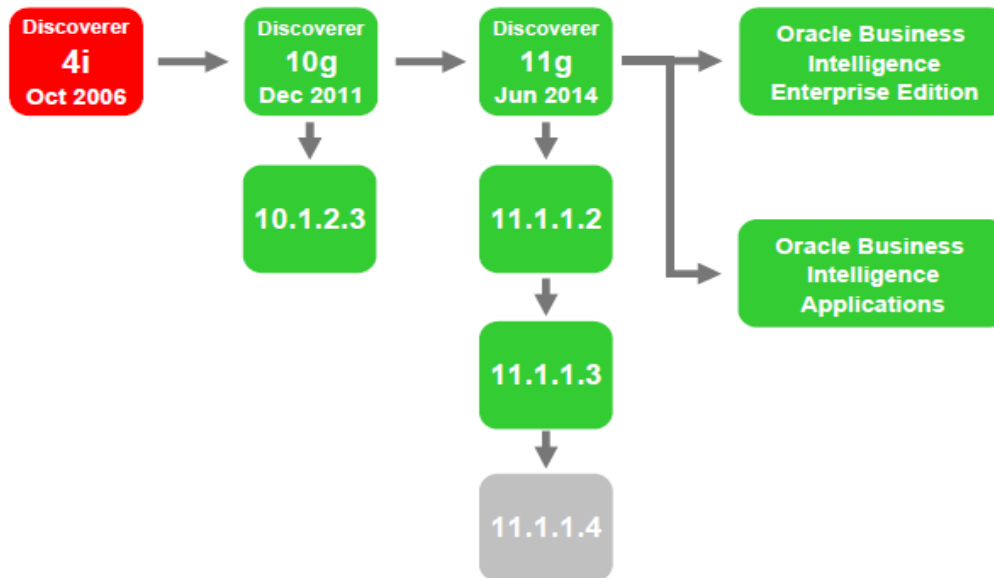 Discoverer
4i
Oct 2006
Discoverer
10g
Dec 2011
Discoverer
11g
Jun 2014
Oracle Business
Intelligence
Enterprise Edition
10.1.2.3
11.1.1.2
Oracle Business
Intelligence
Applications
11.1.1.3
11.1.1.4